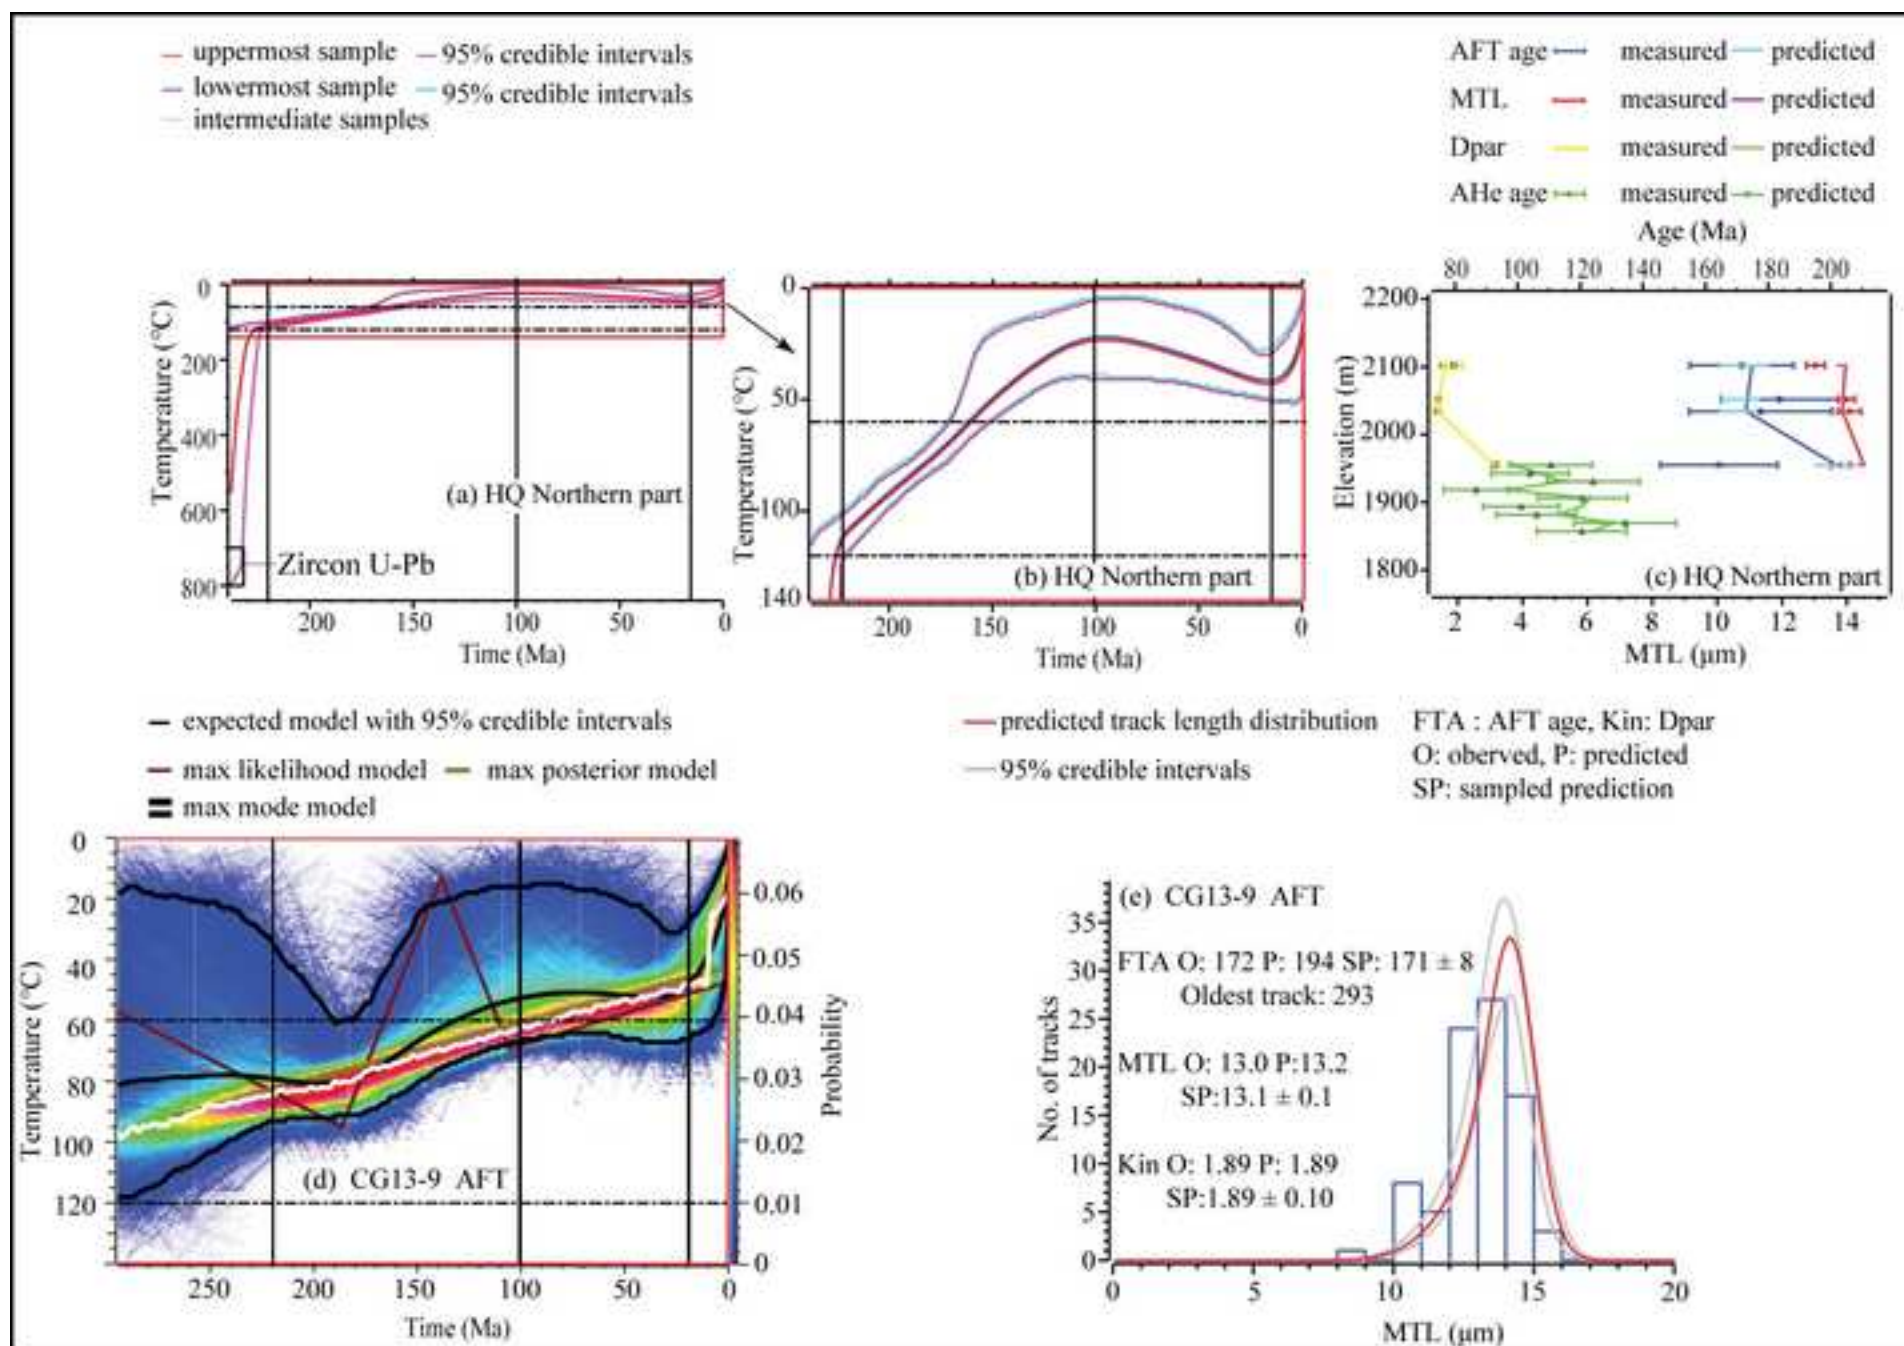 uppermost sample 95% credible intervals
lowermost sample 95% credible intervals
intermediate samples
AFT age measured predicted
MTL measured predicted
Dpar measured predicted
AHe age measured predicted
Age (Ma)
80 100 120 140 160 180 200
0
200
400
600
800
Temperature (°C)
(a) HQ Northern part
Zircon U-Pb
200 150 100 50 0
Time (Ma)
0
50
100
140
Temperature (°C)
(b) HQ Northern part
200 150 100 50 0
Time (Ma)
2200
2100
2000
1900
1800
Elevation (m)
(c) HQ Northern part
2 4 6 8 10 12 14
MTL (μm)
expected model with 95% credible intervals
max likelihood model max posterior model
max mode model
predicted track length distribution
95% credible intervals
FTA : AFT age, Kin: Dpar
O: oberved, P: predicted
SP: sampled prediction
0
20
40
60
80
100
120
Temperature (°C)
(d) CG13-9 AFT
0.06
0.05
0.04
0.03
0.02
0.01
0
Probability
250 200 150 100 50 0
Time (Ma)
(e) CG13-9 AFT
FTA O: 172 P: 194 SP: 171 ± 8
Oldest track: 293
MTL O: 13.0 P:13.2
SP:13.1 ± 0.1
Kin O: 1.89 P: 1.89
SP:1.89 ± 0.10
35
30
25
20
15
10
5
0
No. of tracks
0 5 10 15 20
MTL (μm)